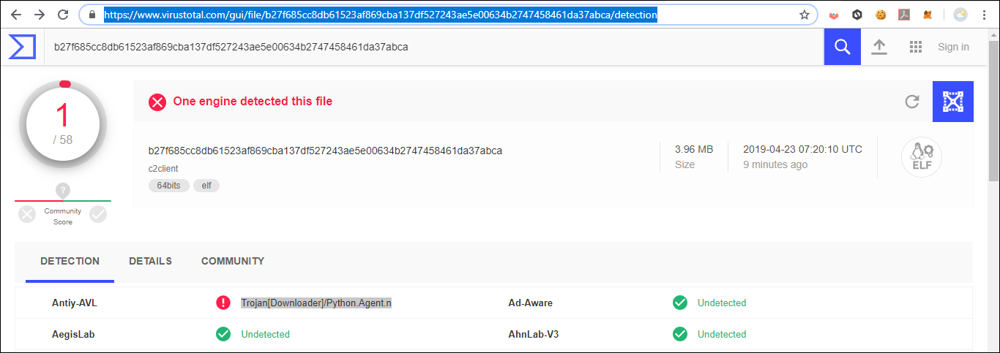 https://www.virustotal.com/gui/file/b27f685cc8db61523af869cba137df527243ae5e00634b2747458461da37abca/detection
b27f685cc8db61523af869cba137df527243ae5e00634b2747458461da37abca
Sign in
1
/ 58
?
Community
Score
One engine detected this file
b27f685cc8db61523af869cba137df527243ae5e00634b2747458461da37abca
c2client
64bits elf
3.96 MB
Size
2019-04-23 07:20:10 UTC
9 minutes ago
ELF
DETECTION DETAILS COMMUNITY
Antiy-AVL Trojan[Downloader]/Python.Agent.n Ad-Aware Undetected
AegisLab Undetected AhnLab-V3 Undetected